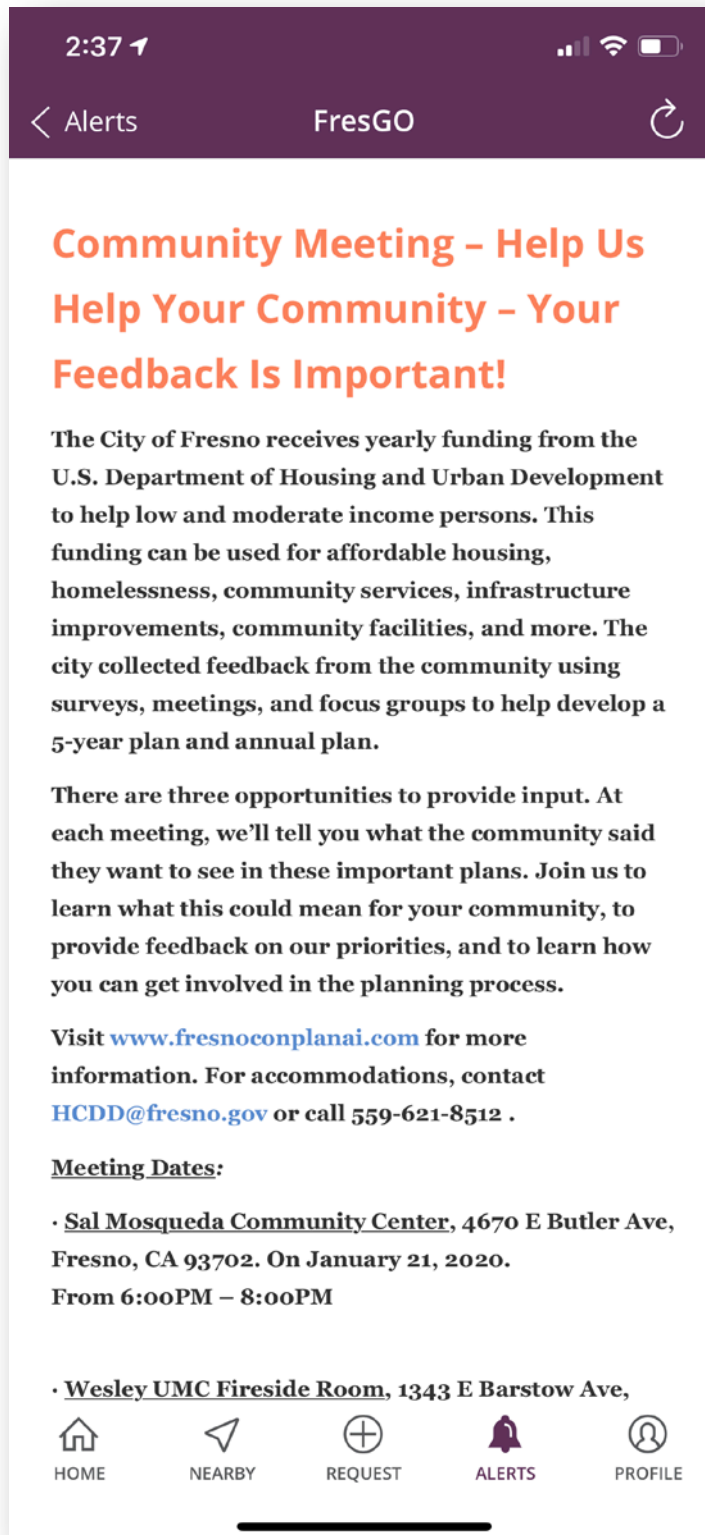 2:37
Alerts
FresGO
Community Meeting – Help Us
Help Your Community – Your
Feedback Is Important!
The City of Fresno receives yearly funding from the
U.S. Department of Housing and Urban Development
to help low and moderate income persons. This
funding can be used for affordable housing,
homelessness, community services, infrastructure
improvements, community facilities, and more. The
city collected feedback from the community using
surveys, meetings, and focus groups to help develop a
5-year plan and annual plan.
There are three opportunities to provide input. At
each meeting, we’ll tell you what the community said
they want to see in these important plans. Join us to
learn what this could mean for your community, to
provide feedback on our priorities, and to learn how
you can get involved in the planning process.
Visit www.fresnoconplanai.com for more
information. For accommodations, contact
HCDD@fresno.gov or call 559-621-8512 .
Meeting Dates:
· Sal Mosqueda Community Center, 4670 E Butler Ave,
Fresno, CA 93702. On January 21, 2020.
From 6:00PM – 8:00PM
· Wesley UMC Fireside Room, 1343 E Barstow Ave,
HOME
NEARBY
REQUEST
ALERTS
PROFILE